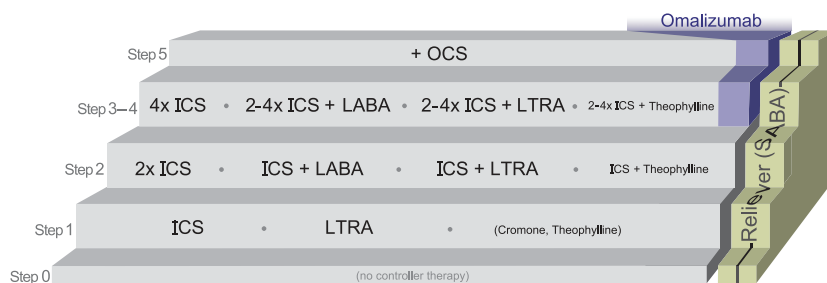 Omalizumab
Step 5
+ OCS
Step 3–4
4x ICS • 2-4x ICS + LABA • 2-4x ICS + LTRA • 2-4x ICS + Theophylline
Step 2
2x ICS • ICS + LABA • ICS + LTRA • ICS + Theophylline
Step 1
ICS • LTRA • (Cromone, Theophylline)
Step 0
(no controller therapy)
Reliever (SABA)